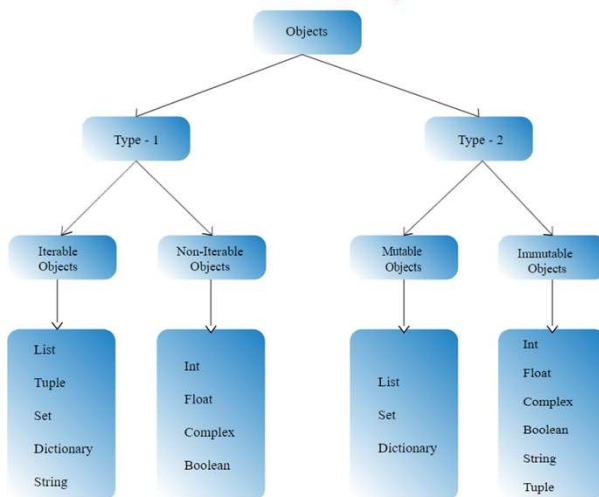 Objects
Type - 1
Type - 2
Iterable
Objects
Non-Iterable
Objects
Mutable
Objects
Immutable
Objects
List
Tuple
Set
Dictionary
String
Int
Float
Complex
Boolean
List
Set
Dictionary
Int
Float
Complex
Boolean
String
Tuple